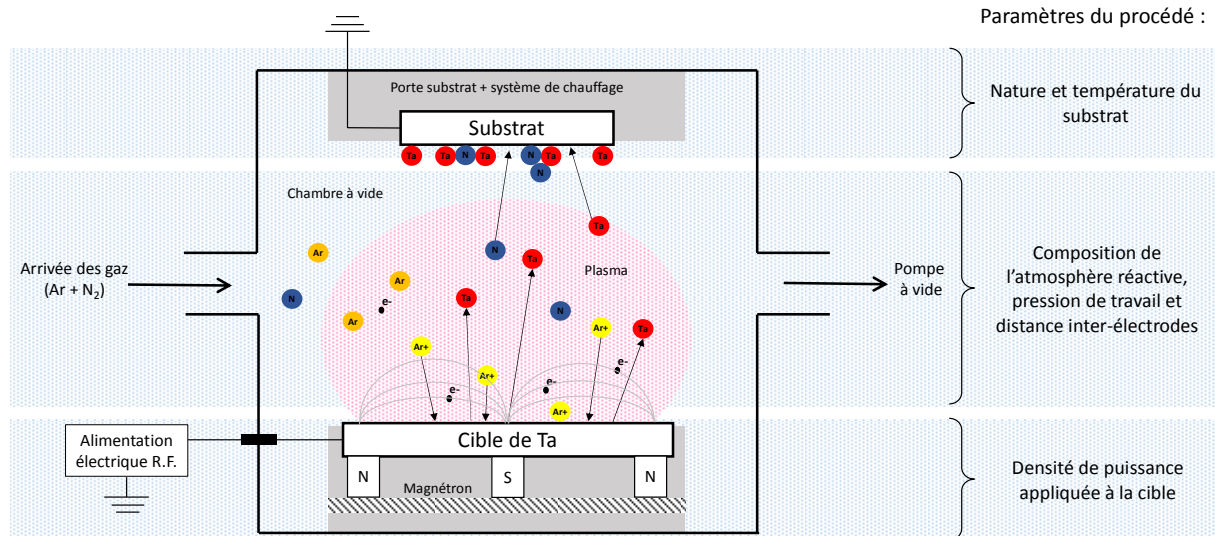 Paramètres du procédé :
Porte substrat + système de chauffage
Substrat
Nature et température du
substrat
Ta
Ta
N
Ta
N
Ta
N
Ta
Chambre à vide
Ta
Ar
N
Ta
Plasma
Arrivée des gaz
(Ar + N₂)
Ar
N
e-
Ta
N
Ar
Ar+
Ta
Ar+
Ar+
e-
e-
e-
Ar+
Pompe
à vide
Composition de
l'atmosphère réactive,
pression de travail et
distance inter-électrodes
Alimentation
électrique R.F.
Cible de Ta
N
S
N
Magnétron
Densité de puissance
appliquée à la cible